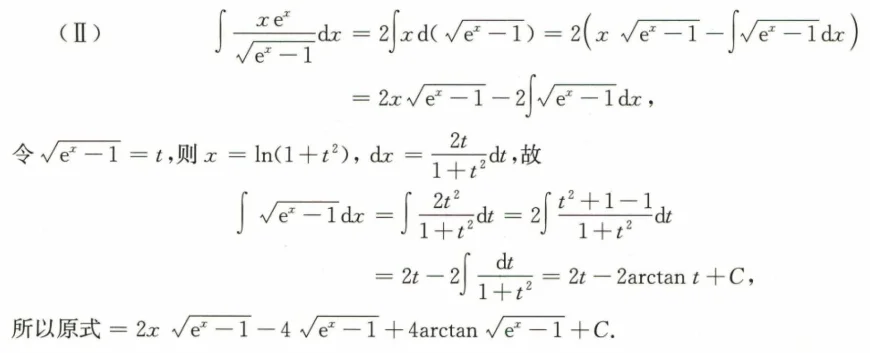 （Ⅱ） ∫ x eˣ/√(eˣ−1) dx = 2∫x d(√(eˣ−1)) = 2(x √(eˣ−1) − ∫√(eˣ−1)dx)
= 2x√(eˣ−1) − 2∫√(eˣ−1)dx，
令√(eˣ−1) = t，则 x = ln(1+t²)，dx = 2t/(1+t²) dt，故
∫ √(eˣ−1)dx = ∫ 2t²/(1+t²) dt = 2∫ (t²+1−1)/(1+t²) dt
= 2t − 2∫ dt/(1+t²) = 2t − 2arctan t + C，
所以原式 = 2x √(eˣ−1) − 4 √(eˣ−1) + 4arctan √(eˣ−1) + C.